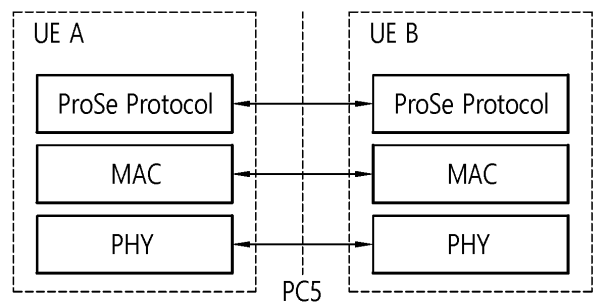 UE A
UE B
ProSe Protocol
ProSe Protocol
MAC
MAC
PHY
PHY
PC5